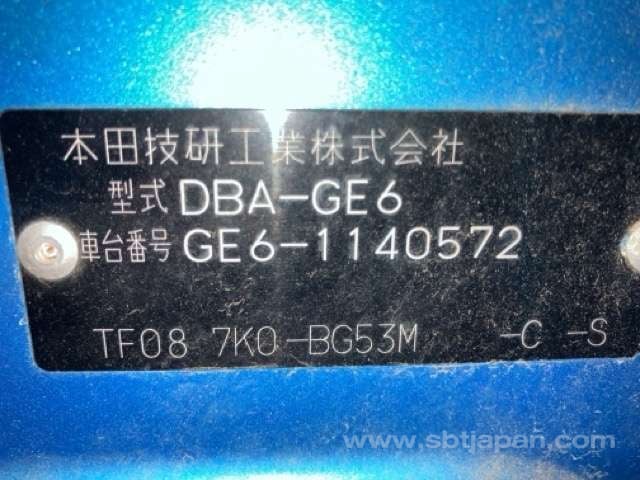 本田技研工業株式会社
型式 DBA-GE6
車台番号 GE6-1140572
TF08 7K0-BG53M -C -S
www.sbtjapan.com